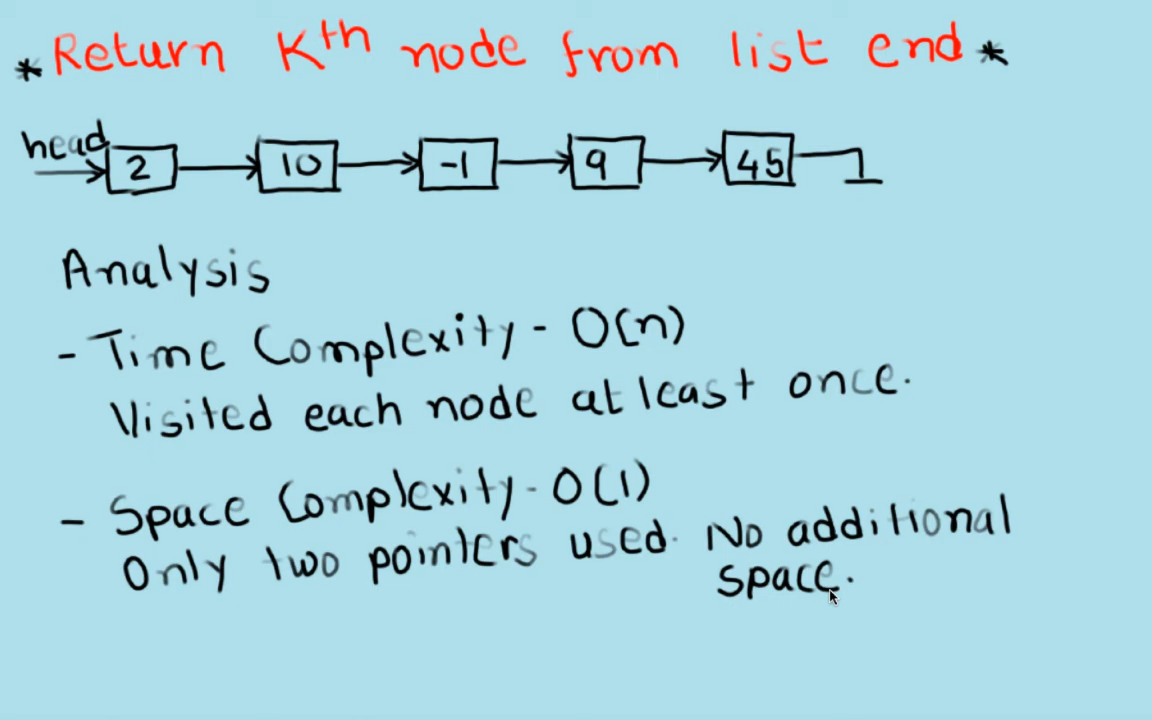 *Return Kth node from list end*
head
2 10 -1 9 45
Analysis
- Time Complexity - O(n)
Visited each node at least once.
- Space Complexity - O(1)
Only two pointers used. No additional
space.